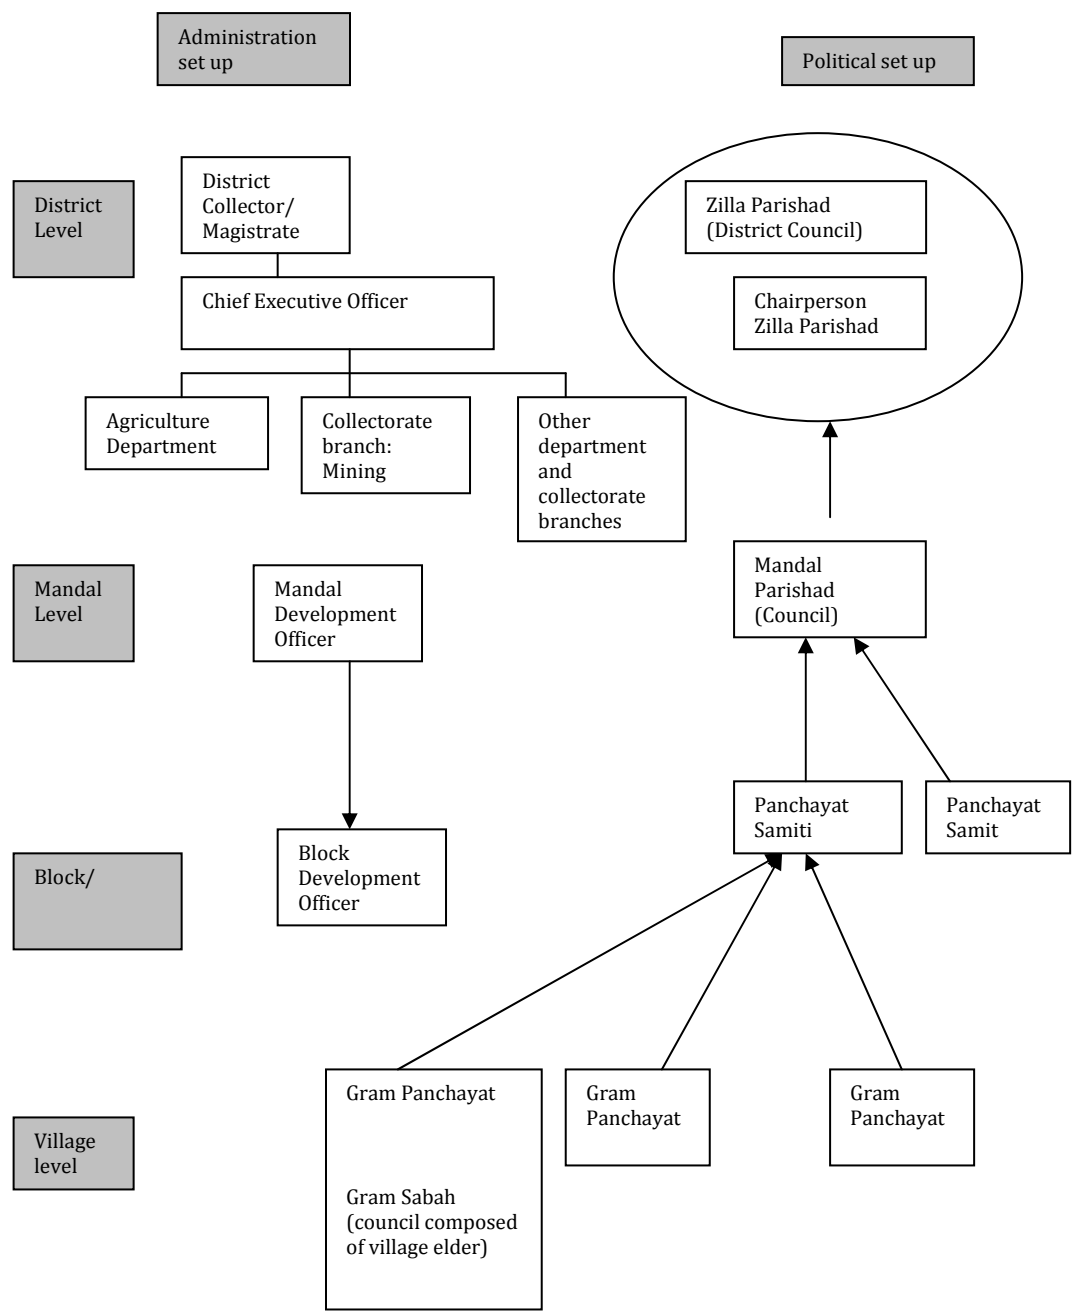 Administration
set up
Political set up
District
Level
District
Collector/
Magistrate
Zilla Parishad
(District Council)
Chief Executive Officer
Chairperson
Zilla Parishad
Agriculture
Department
Collectorate
branch:
Mining
Other
department
and
collectorate
branches
Mandal
Level
Mandal
Development
Officer
Mandal
Parishad
(Council)
Panchayat
Samiti
Panchayat
Samit
Block/
Block
Development
Officer
Gram Panchayat
Gram
Panchayat
Gram
Panchayat
Village
level
Gram Sabah
(council composed
of village elder)